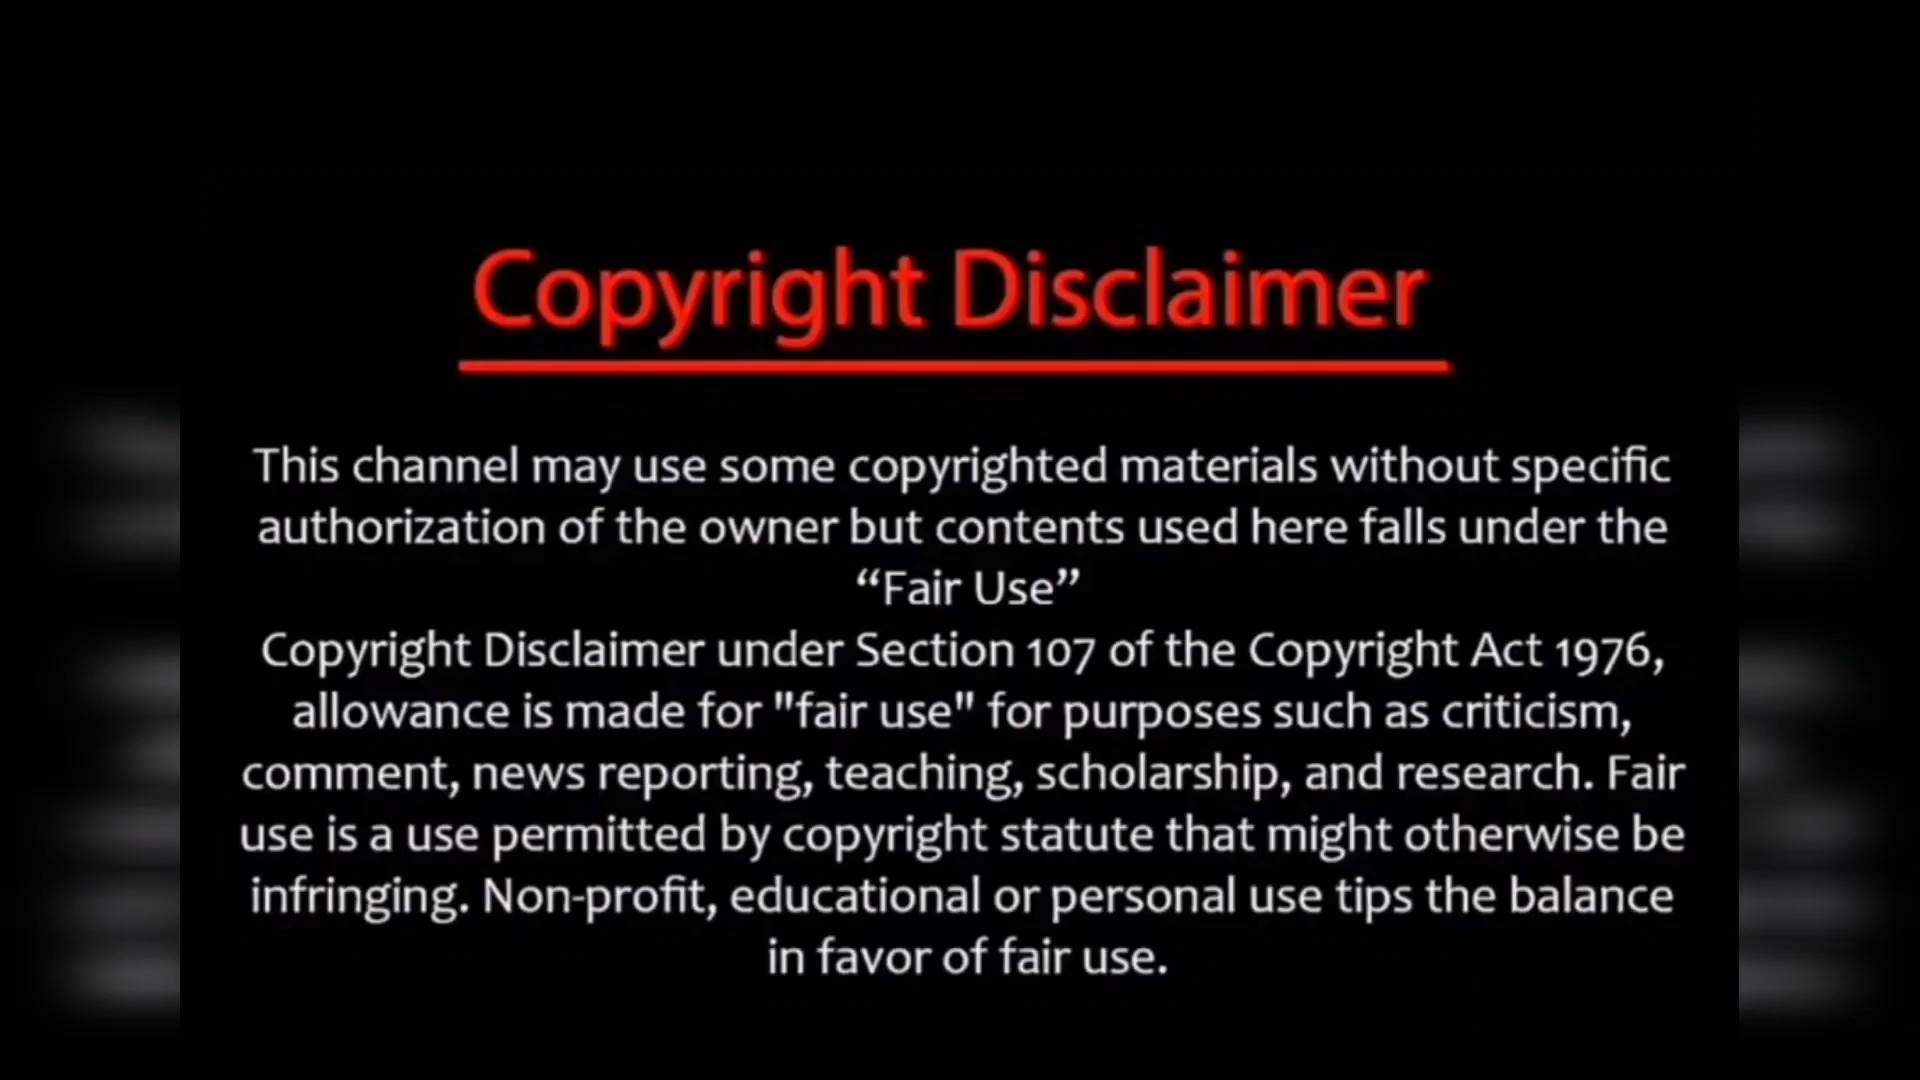 Copyright Disclaimer
This channel may use some copyrighted materials without specific
authorization of the owner but contents used here falls under the
“Fair Use”
Copyright Disclaimer under Section 107 of the Copyright Act 1976,
allowance is made for "fair use" for purposes such as criticism,
comment, news reporting, teaching, scholarship, and research. Fair
use is a use permitted by copyright statute that might otherwise be
infringing. Non-profit, educational or personal use tips the balance
in favor of fair use.